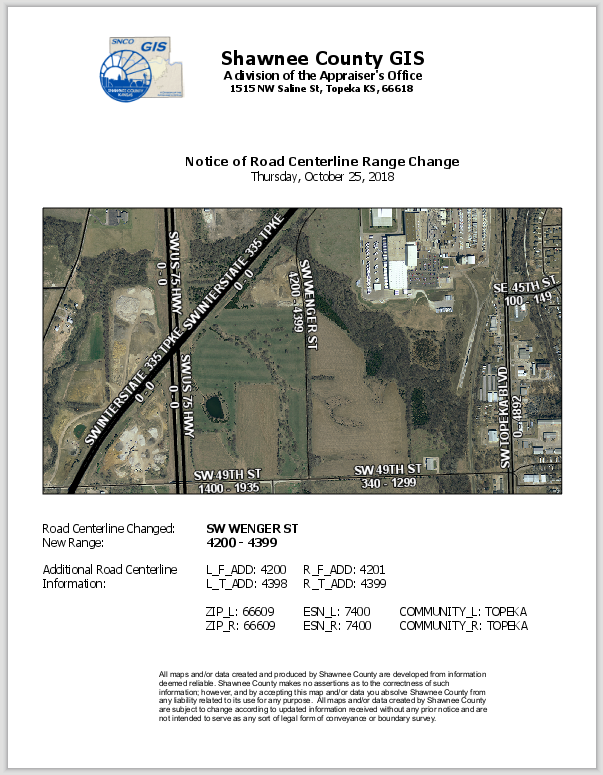 SNCO
GIS
SHAWNEE COUNTY
KANSAS
Shawnee County GIS
A division of the Appraiser's Office
1515 NW Saline St, Topeka KS, 66618
Notice of Road Centerline Range Change
Thursday, October 25, 2018
SW US 75 HWY
0 - 0
SW INTERSTATE 335 TPKE
0 - 0
SW WENGER ST
4200 - 4399
SE 45TH ST
100 - 149
SW INTERSTATE 335 TPKE
0 - 0
SW US 75 HWY
0 - 0
SW TOPEKA BLVD
0 - 4892
SW 49TH ST
1400 - 1935
SW 49TH ST
340 - 1299
Road Centerline Changed: SW WENGER ST
New Range: 4200 - 4399
Additional Road Centerline L_F_ADD: 4200 R_F_ADD: 4201
Information: L_T_ADD: 4398 R_T_ADD: 4399
ZIP_L: 66609 ESN_L: 7400 COMMUNITY_L: TOPEKA
ZIP_R: 66609 ESN_R: 7400 COMMUNITY_R: TOPEKA
All maps and/or data created and produced by Shawnee County are developed from information
deemed reliable. Shawnee County makes no assertions as to the correctness of such
information; however, and by accepting this map and/or data you absolve Shawnee County from
any liability related to its use for any purpose. All maps and/or data created by Shawnee County
are subject to change according to updated information received without any prior notice and are
not intended to serve as any sort of legal form of conveyance or boundary survey.